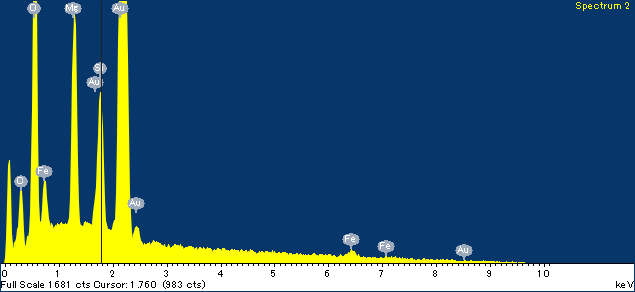 Spectrum 2
O Mg Au
Si
Au
Fe
O
Au
Fe
Fe
Au
0 1 2 3 4 5 6 7 8 9 10
Full Scale 1681 cts Cursor: 1.760 (983 cts) keV